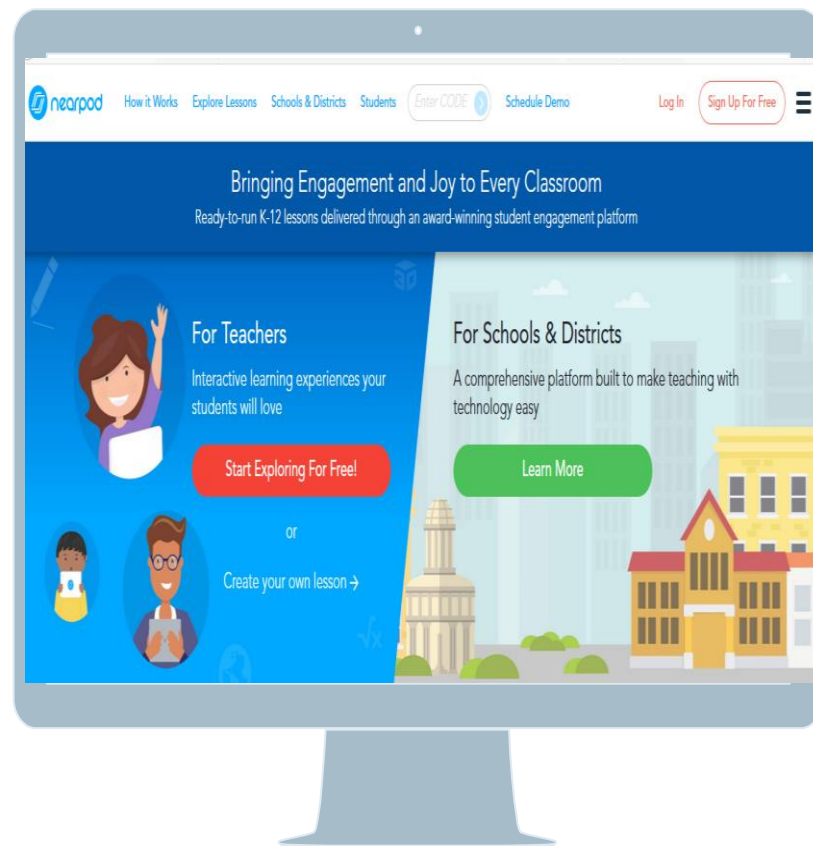 nearpod How it Works Explore Lessons Schools & Districts Students Enter CODE Schedule Demo Log In Sign Up For Free
Bringing Engagement and Joy to Every Classroom
Ready-to-run K-12 lessons delivered through an award-winning student engagement platform
3D
For Teachers
Interactive learning experiences your
students will love
Start Exploring For Free!
or
Create your own lesson →
√x
For Schools & Districts
A comprehensive platform built to make teaching with
technology easy
Learn More